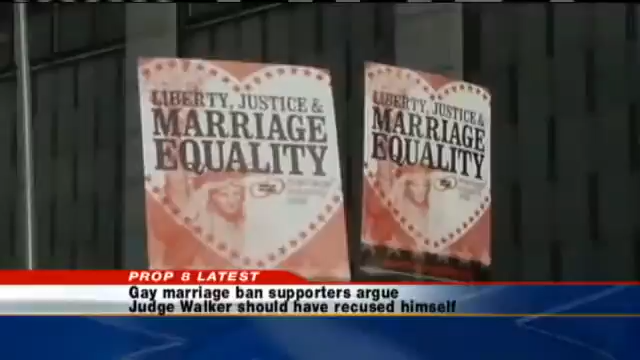 LIBERTY, JUSTICE &
MARRIAGE
EQUALITY
LIBERTY, JUSTICE &
MARRIAGE
EQUALITY
PROP 8 LATEST
Gay marriage ban supporters argue
Judge Walker should have recused himself